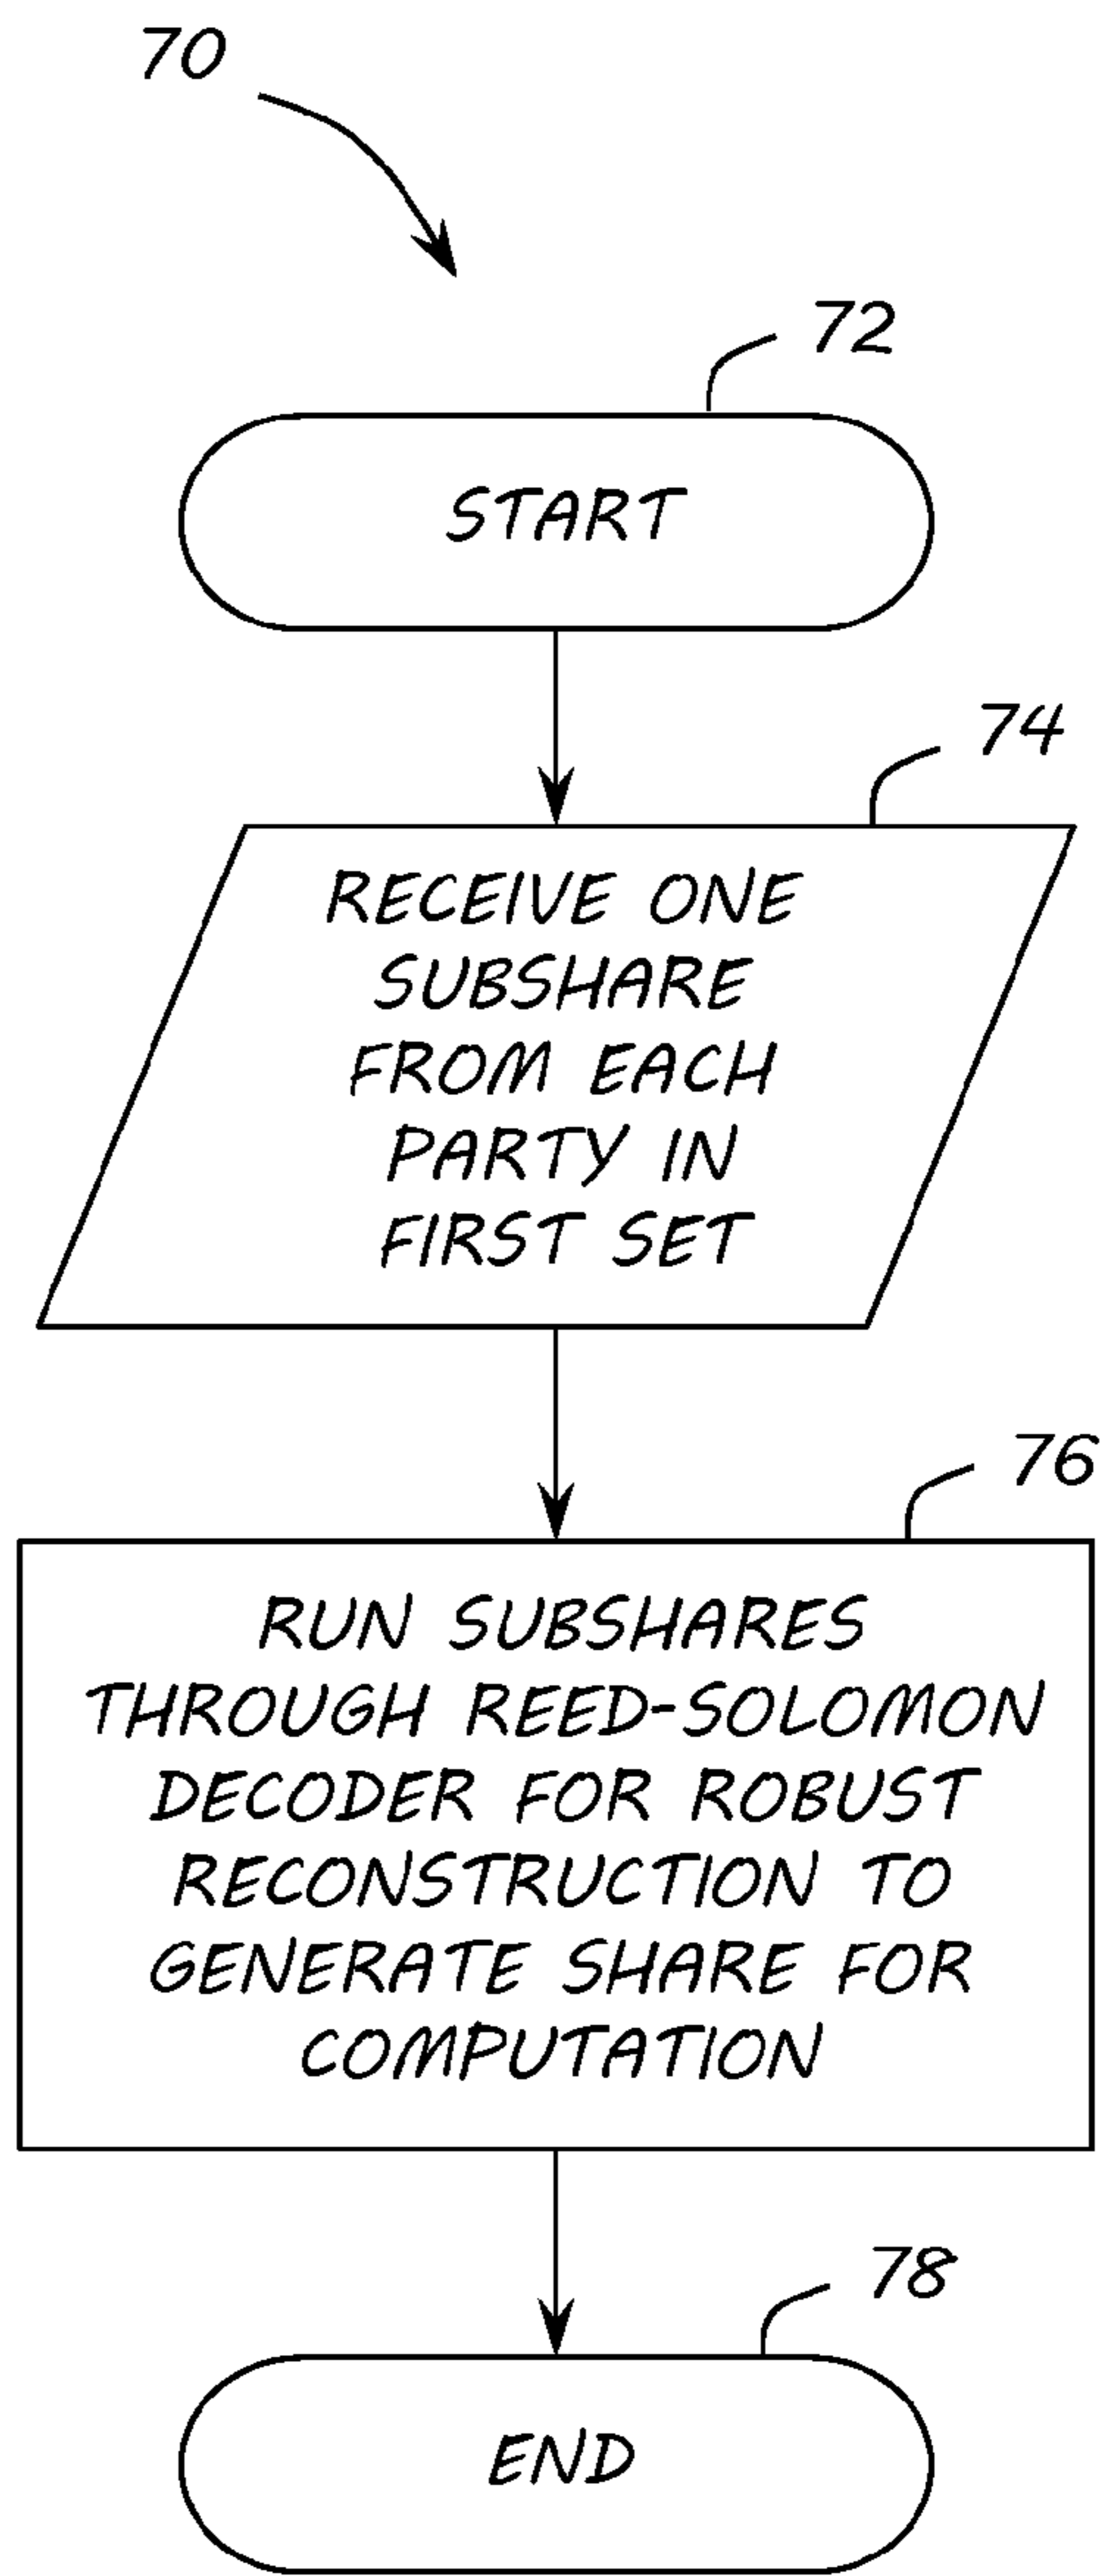 70
72
START
74
RECEIVE ONE
SUBSHARE
FROM EACH
PARTY IN
FIRST SET
76
RUN SUBSHARES
THROUGH REED-SOLOMON
DECODER FOR ROBUST
RECONSTRUCTION TO
GENERATE SHARE FOR
COMPUTATION
78
END